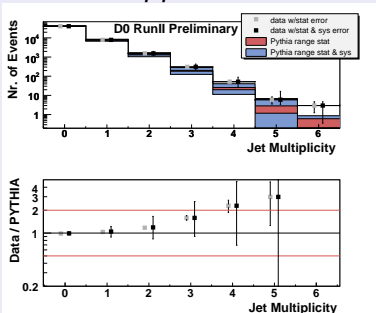 D0 RunII Preliminary
data w/stat error
data w/stat & sys error
Pythia range stat
Pythia range stat & sys
Nr. of Events
10⁴
10³
10²
10
1
0 1 2 3 4 5 6
Jet Multiplicity
Data / PYTHIA
4
3
2
1
0.2
0 1 2 3 4 5 6
Jet Multiplicity